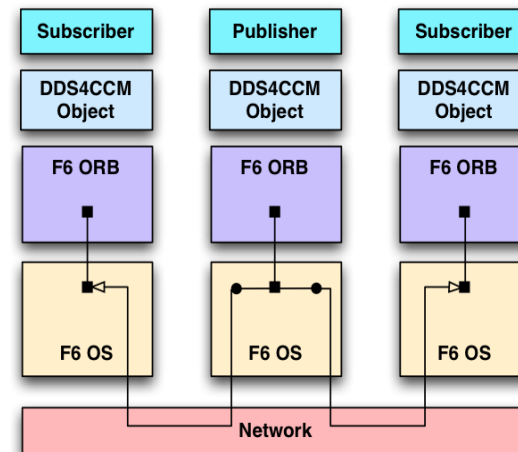 Subscriber
Publisher
Subscriber
DDS4CCM
Object
DDS4CCM
Object
DDS4CCM
Object
F6 ORB
F6 ORB
F6 ORB
F6 OS
F6 OS
F6 OS
Network